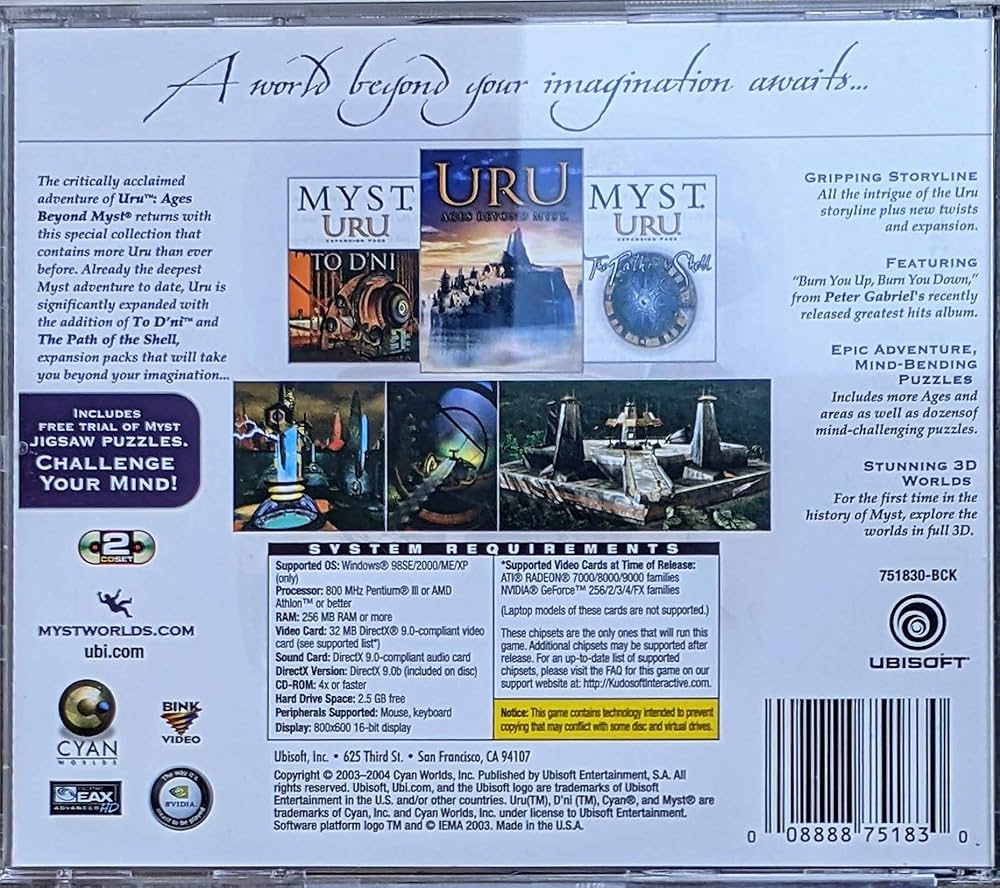 A world beyond your imagination awaits...
The critically acclaimed
adventure of Uru™: Ages
Beyond Myst® returns with
this special collection that
contains more Uru than ever
before. Already the deepest
Myst adventure to date, Uru is
significantly expanded with
the addition of To D'ni™ and
The Path of the Shell,
expansion packs that will take
you beyond your imagination...
MYST.
URU
EXPANSION PACK
TO D'NI
URU
AGES BEYOND MYST.
MYST.
URU
EXPANSION PACK
The Path of the Shell
GRIPPING STORYLINE
All the intrigue of the Uru
storyline plus new twists
and expansion.
FEATURING
"Burn You Up, Burn You Down,"
from Peter Gabriel's recently
released greatest hits album.
EPIC ADVENTURE,
MIND-BENDING
PUZZLES
Includes more Ages and
areas as well as dozensof
mind-challenging puzzles.
STUNNING 3D
WORLDS
For the first time in the
history of Myst, explore the
worlds in full 3D.
INCLUDES
FREE TRIAL OF MYST
JIGSAW PUZZLES.
CHALLENGE
YOUR MIND!
2
CD SET
MYSTWORLDS.COM
ubi.com
CYAN
WORLDS
BINK
VIDEO
EAX
ADVANCED HD
nVIDIA.
SYSTEM REQUIREMENTS
Supported OS: Windows® 98SE/2000/ME/XP
(only)
Processor: 800 MHz Pentium® III or AMD
Athlon™ or better
RAM: 256 MB RAM or more
Video Card: 32 MB DirectX® 9.0-compliant video
card (see supported list*)
Sound Card: DirectX 9.0-compliant audio card
DirectX Version: DirectX 9.0b (included on disc)
CD-ROM: 4x or faster
Hard Drive Space: 2.5 GB free
Peripherals Supported: Mouse, keyboard
Display: 800x600 16-bit display
*Supported Video Cards at Time of Release:
ATI® RADEON® 7000/8000/9000 families
NVIDIA® GeForce™ 256/2/3/4/FX families
(Laptop models of these cards are not supported.)
These chipsets are the only ones that will run this
game. Additional chipsets may be supported after
release. For an up-to-date list of supported
chipsets, please visit the FAQ for this game on our
support website at: http://KudosoftInteractive.com.
Notice: This game contains technology intended to prevent
copying that may conflict with some disc and virtual drives.
751830-BCK
UBISOFT™
Ubisoft, Inc. • 625 Third St. • San Francisco, CA 94107
Copyright © 2003–2004 Cyan Worlds, Inc. Published by Ubisoft Entertainment, S.A. All
rights reserved. Ubisoft, Ubi.com, and the Ubisoft logo are trademarks of Ubisoft
Entertainment in the U.S. and/or other countries. Uru(TM), D'ni (TM), Cyan®, and Myst® are
trademarks of Cyan, Inc. and Cyan Worlds, Inc. under license to Ubisoft Entertainment.
Software platform logo TM and © IEMA 2003. Made in the U.S.A.
0 08888 75183 0